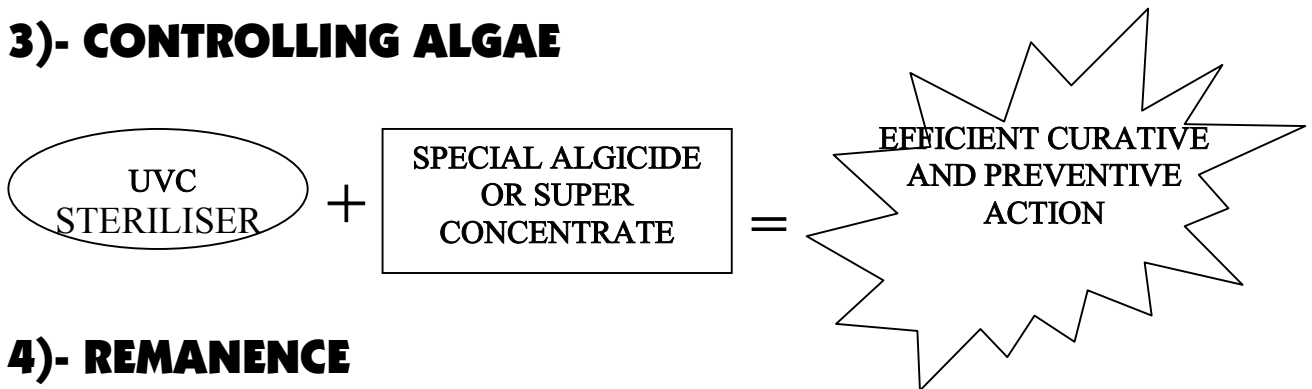 3)- CONTROLLING ALGAE
UVC
STERILISER
+
SPECIAL ALGICIDE
OR SUPER
CONCENTRATE
=
EFFICIENT CURATIVE
AND PREVENTIVE
ACTION
4)- REMANENCE